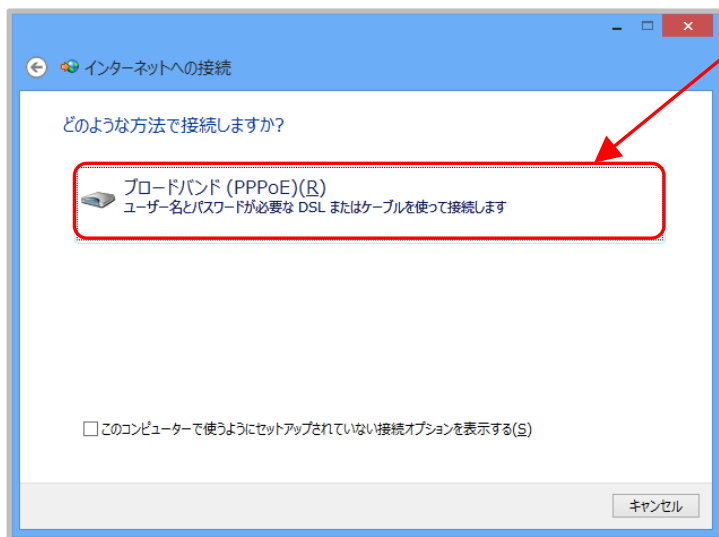 インターネットへの接続
どのような方法で接続しますか?
ブロードバンド (PPPoE)(R)
ユーザー名とパスワードが必要な DSL またはケーブルを使って接続します
このコンピューターで使うようにセットアップされていない接続オプションを表示する(S)
キャンセル